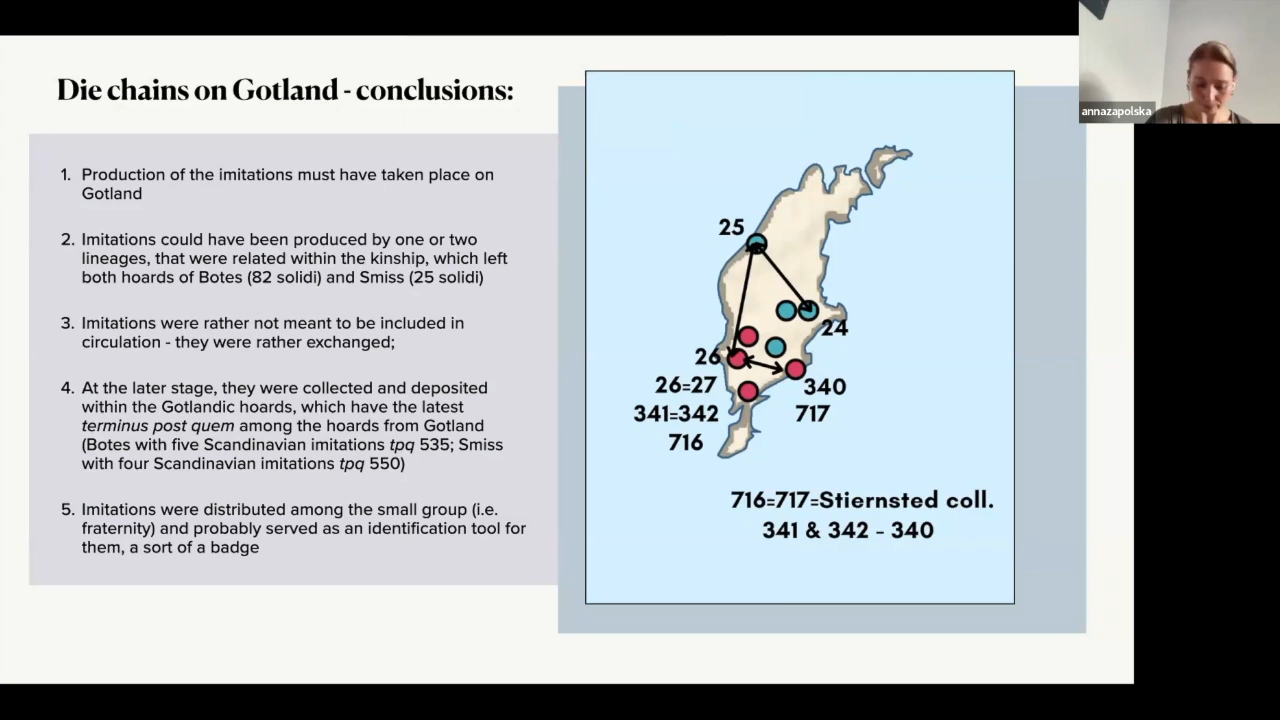 Die chains on Gotland - conclusions:
annazapolska
1. Production of the imitations must have taken place on
Gotland
2. Imitations could have been produced by one or two
lineages, that were related within the kinship, which left
both hoards of Botes (82 solidi) and Smiss (25 solidi)
3. Imitations were rather not meant to be included in
circulation - they were rather exchanged;
4. At the later stage, they were collected and deposited
within the Gotlandic hoards, which have the latest
terminus post quem among the hoards from Gotland
(Botes with five Scandinavian imitations tpq 535; Smiss
with four Scandinavian imitations tpq 550)
5. Imitations were distributed among the small group (i.e.
fraternity) and probably served as an identification tool for
them, a sort of a badge
25
24
26
26=27
341=342
716
340
717
716=717=Stiernsted coll.
341 & 342 - 340